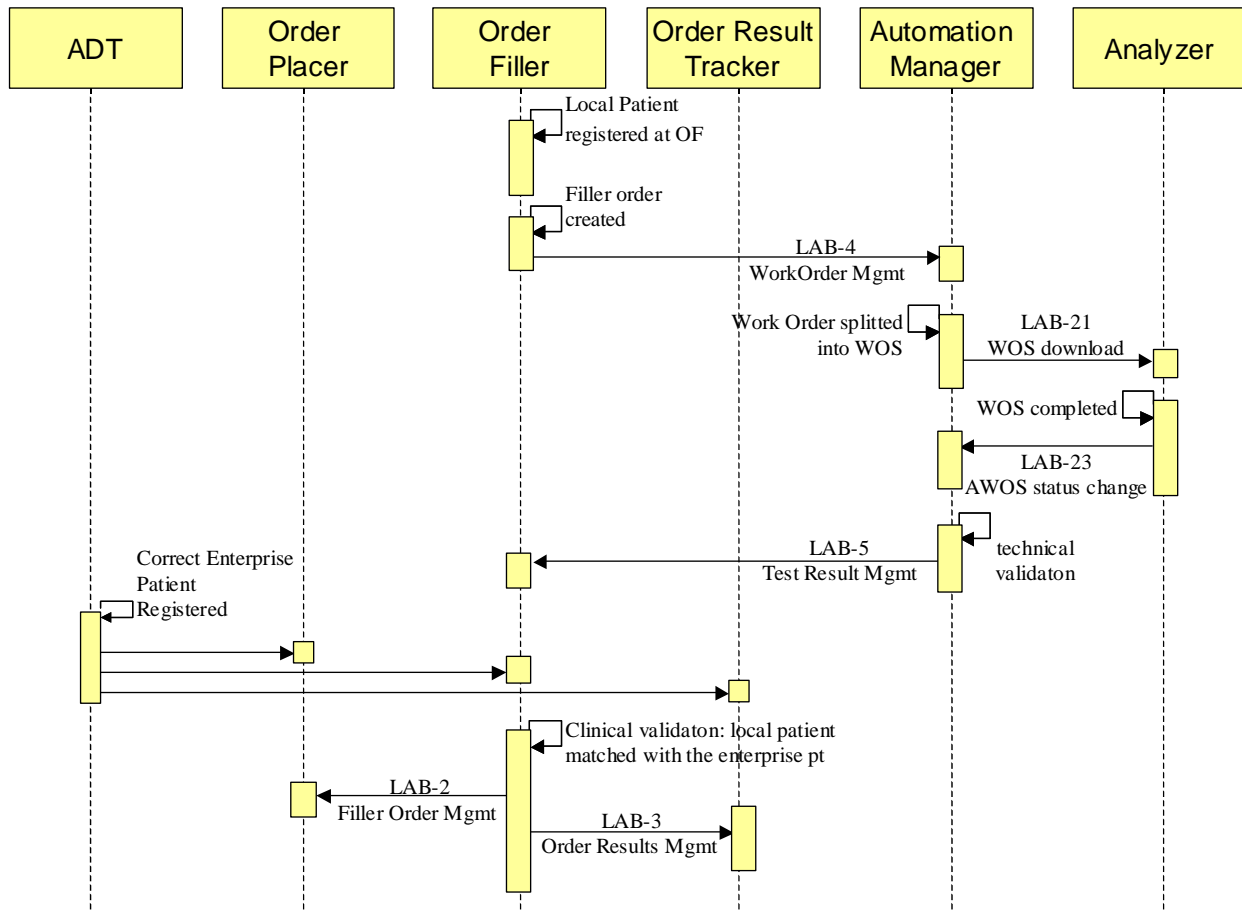 ADT
Order
Placer
Order
Filler
Order Result
Tracker
Automation
Manager
Analyzer
Local Patient
registered at OF
Filler order
created
LAB-4
WorkOrder Mgmt
Work Order splitted
into WOS
LAB-21
WOS download
WOS completed
LAB-23
AWOS status change
LAB-5
Test Result Mgmt
technical
validaton
Correct Enterprise
Patient
Registered
Clinical validaton: local patient
matched with the enterprise pt
LAB-2
Filler Order Mgmt
LAB-3
Order Results Mgmt